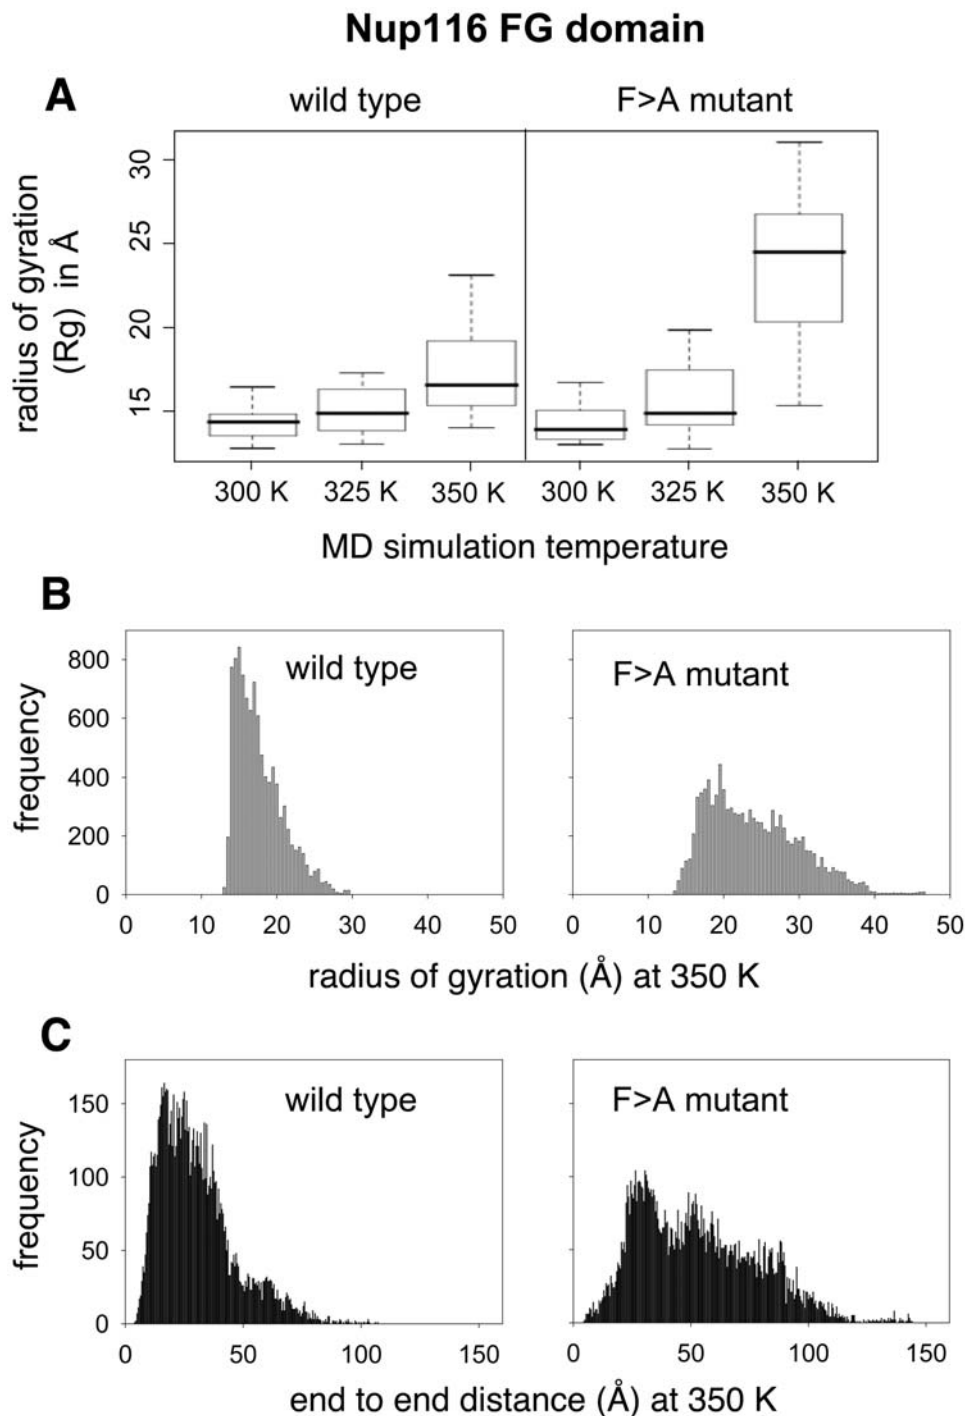 Nup116 FG domain
A
wild type
F>A mutant
radius of gyration
(Rg) in Å
30
25
20
15
300 K
325 K
350 K
300 K
325 K
350 K
MD simulation temperature
B
frequency
800
600
400
200
0
wild type
F>A mutant
0 10 20 30 40 50
0 10 20 30 40 50
radius of gyration (Å) at 350 K
C
frequency
150
100
50
0
wild type
F>A mutant
0 50 100 150
0 50 100 150
end to end distance (Å) at 350 K